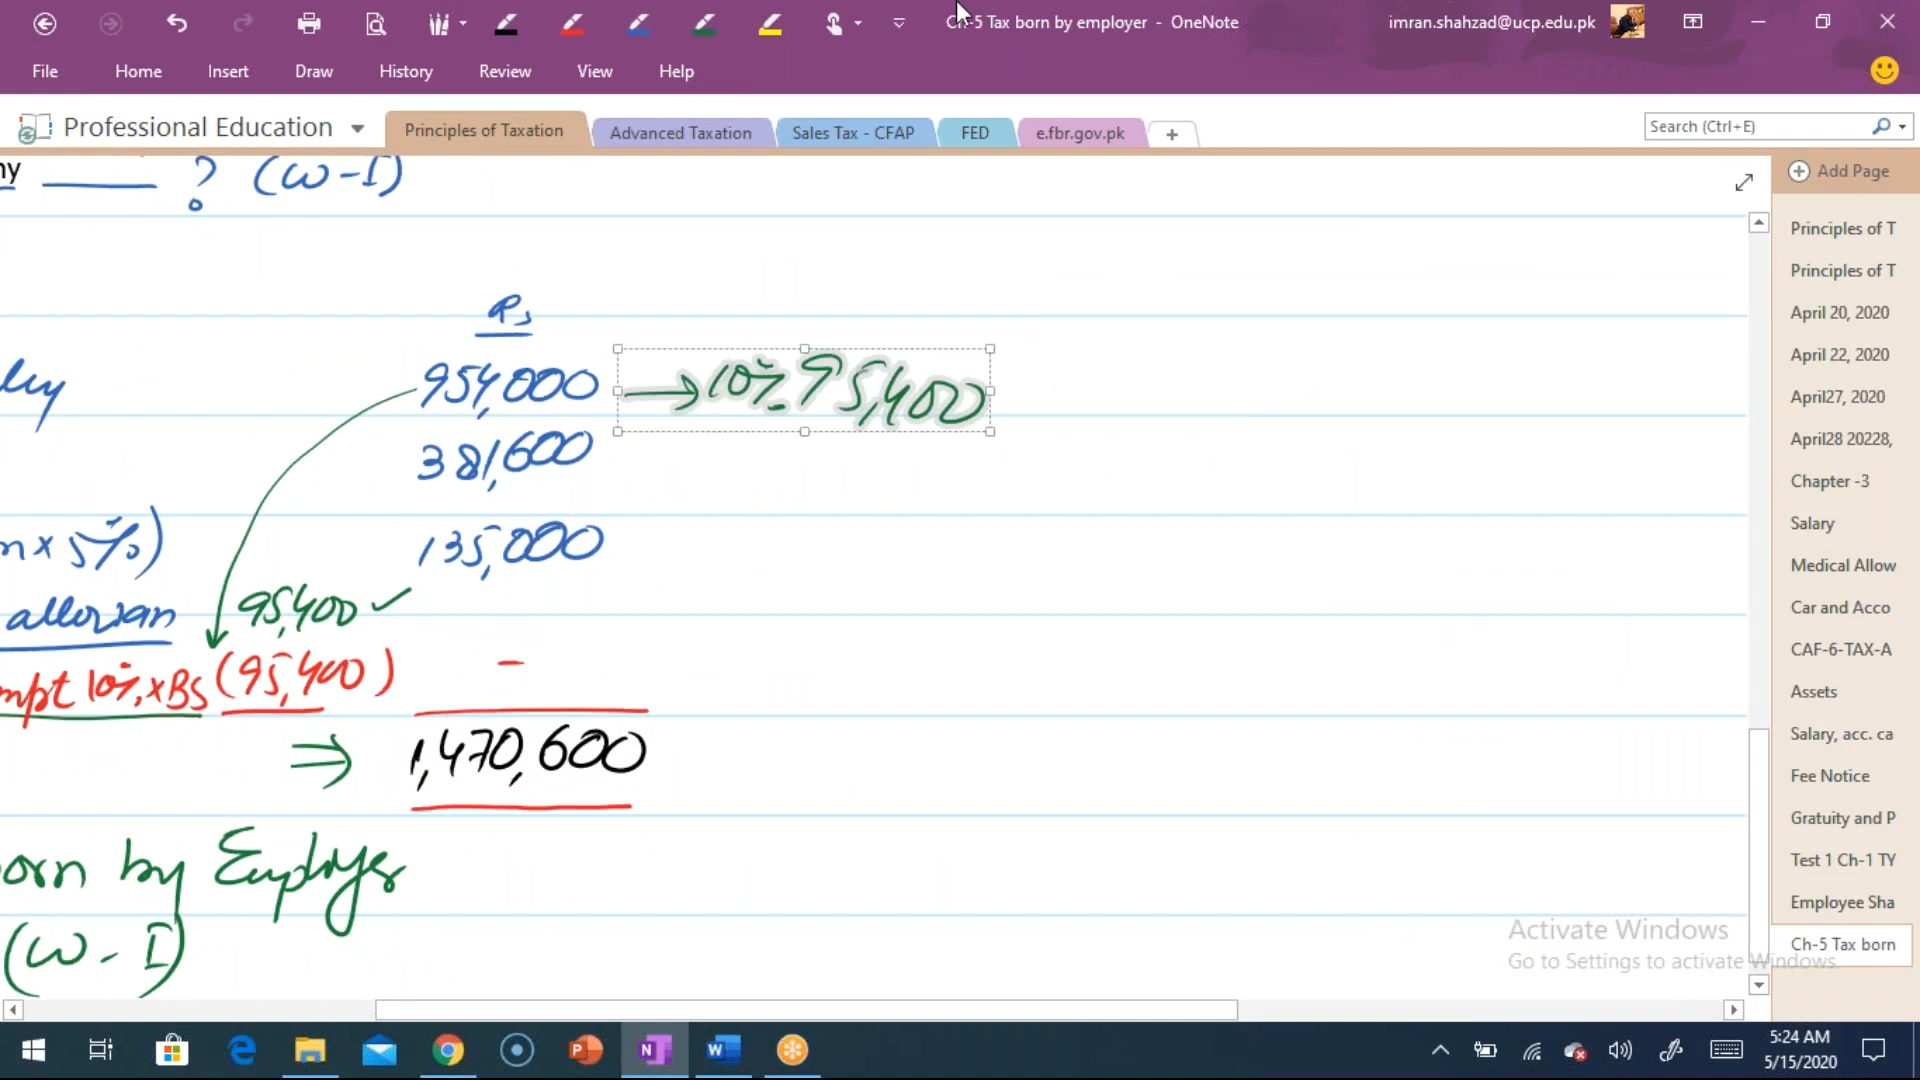 Ch-5 Tax born by employer - OneNote
imran.shahzad@ucp.edu.pk
File Home Insert Draw History Review View Help
Professional Education
Principles of Taxation
Advanced Taxation
Sales Tax - CFAP
FED
e.fbr.gov.pk
+
Search (Ctrl+E)
Add Page
Principles of T
Principles of T
April 20, 2020
April 22, 2020
April27, 2020
April28 20228,
Chapter -3
Salary
Medical Allow
Car and Acco
CAF-6-TAX-A
Assets
Salary, acc. ca
Fee Notice
Gratuity and P
Test 1 Ch-1 TY
Employee Sha
Ch-5 Tax born
ny ____ ? (W-I)
Rs
954,000 → 10% 95,400
381,600
n x 5%) 135,000
95,400 ✓
mpt 10% x BS (95,400) -
⇒ 1,470,600
orn by Employer
(W-I)
Activate Windows
Go to Settings to activate Windows.
5:24 AM
5/15/2020